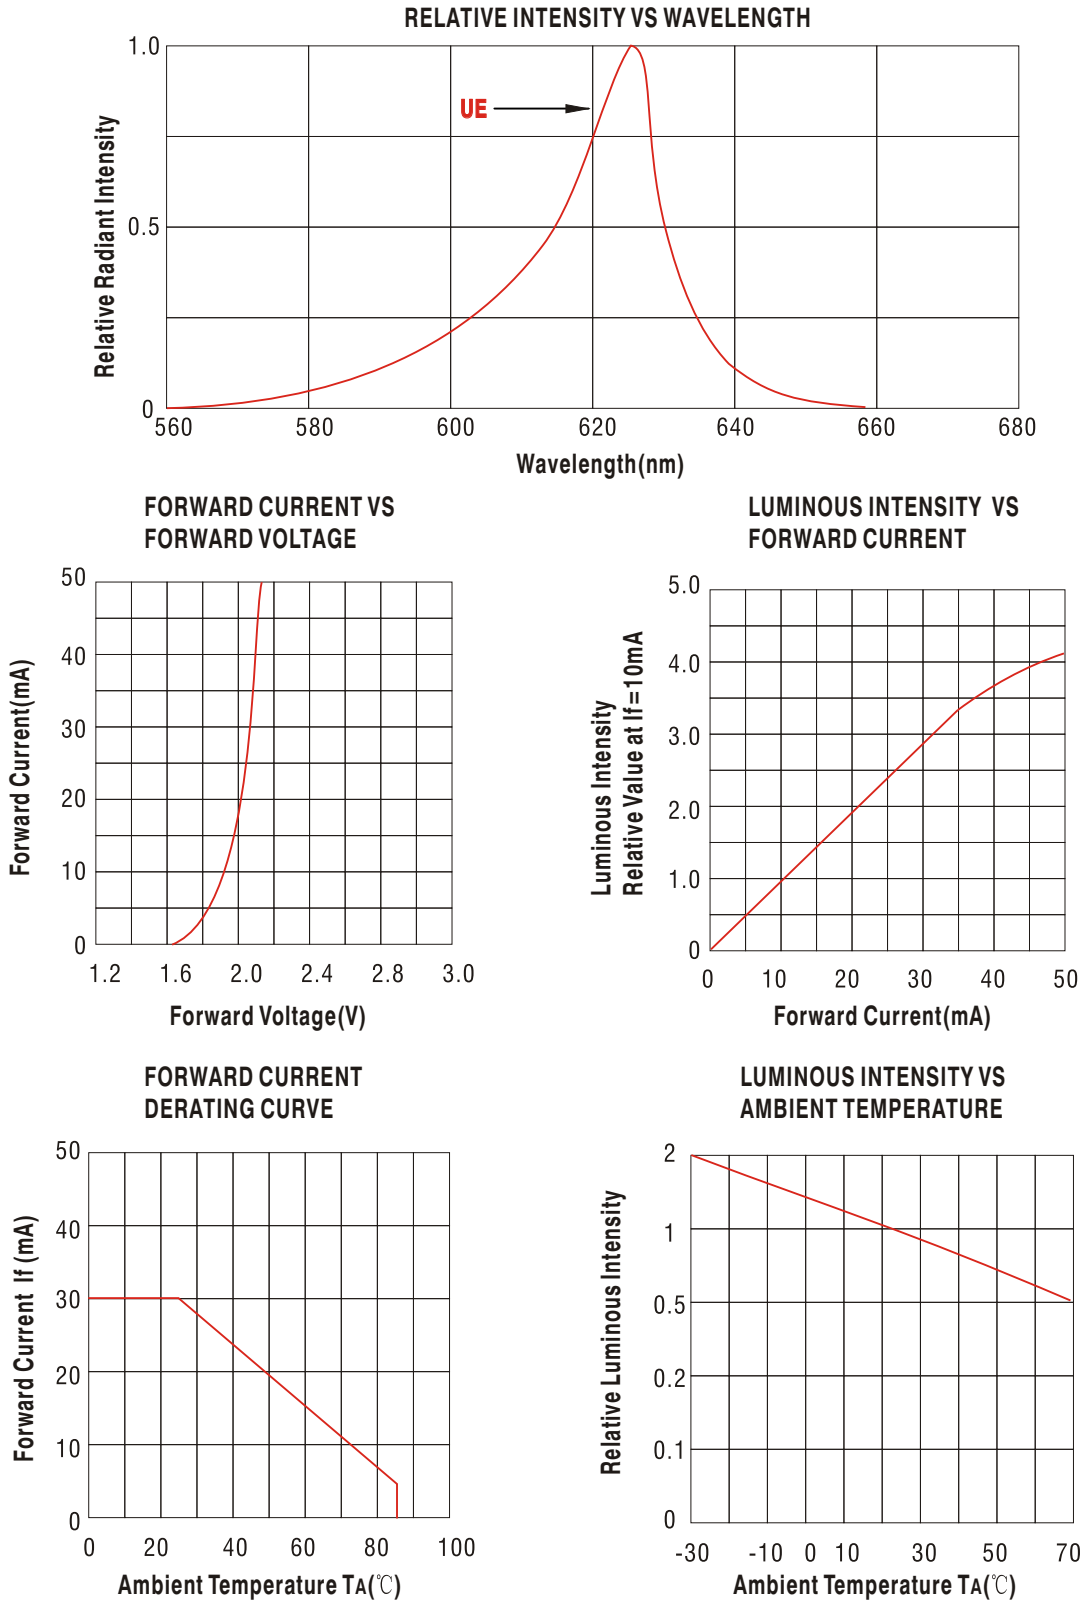 RELATIVE INTENSITY VS WAVELENGTH
1.0
UE
0.5
0
Relative Radiant Intensity
560 580 600 620 640 660 680
Wavelength(nm)
FORWARD CURRENT VS
FORWARD VOLTAGE
50
40
30
20
10
0
Forward Current(mA)
1.2 1.6 2.0 2.4 2.8 3.0
Forward Voltage(V)
LUMINOUS INTENSITY VS
FORWARD CURRENT
5.0
4.0
3.0
2.0
1.0
0
Luminous Intensity
Relative Value at If=10mA
0 10 20 30 40 50
Forward Current(mA)
FORWARD CURRENT
DERATING CURVE
50
40
30
20
10
0
Forward Current If (mA)
0 20 40 60 80 100
Ambient Temperature TA(℃)
LUMINOUS INTENSITY VS
AMBIENT TEMPERATURE
2
1
0.5
0.2
0.1
0
Relative Luminous Intensity
-30 -10 0 10 30 50 70
Ambient Temperature TA(℃)